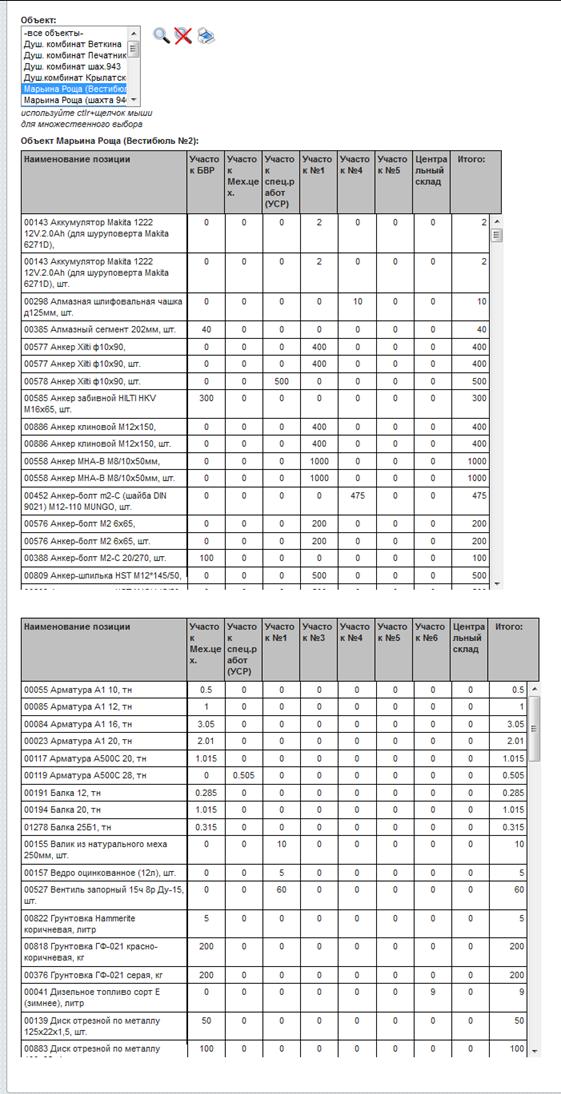 Объект:
-все объекты-
Душ. комбинат Веткина
Душ. комбинат Печатник
Душ. комбинат шах.943
Душ.комбинат Крылатск
Марьина Роща (Вестибюл
Марьина Роща (шахта 94
используйте ctlr+щелчок мыши
для множественного выбора
Объект Марьина Роща (Вестибюль №2):
Наименование позиции Участок БВР Участок Мех.цех. Участок спец.работ (УСР) Участок №1 Участок №4 Участок №5 Центральный склад Итого:
00143 Аккумулятор Makita 1222 12V.2.0Ah (для шуруповерта Makita 6271D), 0 0 0 2 0 0 0 2
00143 Аккумулятор Makita 1222 12V.2.0Ah (для шуруповерта Makita 6271D), шт. 0 0 0 2 0 0 0 2
00298 Алмазная шлифовальная чашка д125мм, шт. 0 0 0 0 10 0 0 10
00385 Алмазный сегмент 202мм, шт. 40 0 0 0 0 0 0 40
00577 Анкер Xilti ф10х90, 0 0 0 400 0 0 0 400
00577 Анкер Xilti ф10х90, шт. 0 0 0 400 0 0 0 400
00578 Анкер Xilti ф10х90, шт. 0 0 500 0 0 0 0 500
00585 Анкер забивной HILTI HKV М16х65, шт. 300 0 0 0 0 0 0 300
00886 Анкер клиновой М12х150, 0 0 0 400 0 0 0 400
00886 Анкер клиновой М12х150, шт. 0 0 0 400 0 0 0 400
00558 Анкер МНА-В М8/10х50мм, 0 0 0 1000 0 0 0 1000
00558 Анкер МНА-В М8/10х50мм, шт. 0 0 0 1000 0 0 0 1000
00452 Анкер-болт m2-C (шайба DIN 9021) M12-110 MUNGO, шт. 0 0 0 0 475 0 0 475
00576 Анкер-болт М2 6х65, 0 0 0 200 0 0 0 200
00576 Анкер-болт М2 6х65, шт. 0 0 0 200 0 0 0 200
00388 Анкер-болт М2-С 20/270, шт. 100 0 0 0 0 0 0 100
00809 Анкер-шпилька HST М12*145/50, 0 0 0 500 0 0 0 500
Наименование позиции Участок Мех.цех. Участок спец.работ (УСР) Участок №1 Участок №3 Участок №4 Участок №5 Участок №6 Центральный склад Итого:
00055 Арматура А1 10, тн 0.5 0 0 0 0 0 0 0 0.5
00085 Арматура А1 12, тн 1 0 0 0 0 0 0 0 1
00084 Арматура А1 16, тн 3.05 0 0 0 0 0 0 0 3.05
00023 Арматура А1 20, тн 2.01 0 0 0 0 0 0 0 2.01
00117 Арматура А500С 20, тн 1.015 0 0 0 0 0 0 0 1.015
00119 Арматура А500С 28, тн 0 0.505 0 0 0 0 0 0 0.505
00191 Балка 12, тн 0.285 0 0 0 0 0 0 0 0.285
00194 Балка 20, тн 1.015 0 0 0 0 0 0 0 1.015
01278 Балка 25Б1, тн 0.315 0 0 0 0 0 0 0 0.315
00155 Валик из натурального меха 250мм, шт. 0 0 10 0 0 0 0 0 10
00157 Ведро оцинкованное (12л), шт. 0 0 5 0 0 0 0 0 5
00527 Вентиль запорный 15ч 8р Ду-15, шт. 0 0 60 0 0 0 0 0 60
00822 Грунтовка Hammerite коричневая, литр 5 0 0 0 0 0 0 0 5
00818 Грунтовка ГФ-021 красно-коричневая, кг 200 0 0 0 0 0 0 0 200
00376 Грунтовка ГФ-021 серая, кг 200 0 0 0 0 0 0 0 200
00041 Дизельное топливо сорт Е (зимнее), литр 0 0 0 0 0 0 9 0 9
00139 Диск отрезной по металлу 125х22х1,5, шт. 50 0 0 0 0 0 0 0 50
00883 Диск отрезной по металлу 100 0 0 0 0 0 0 0 100